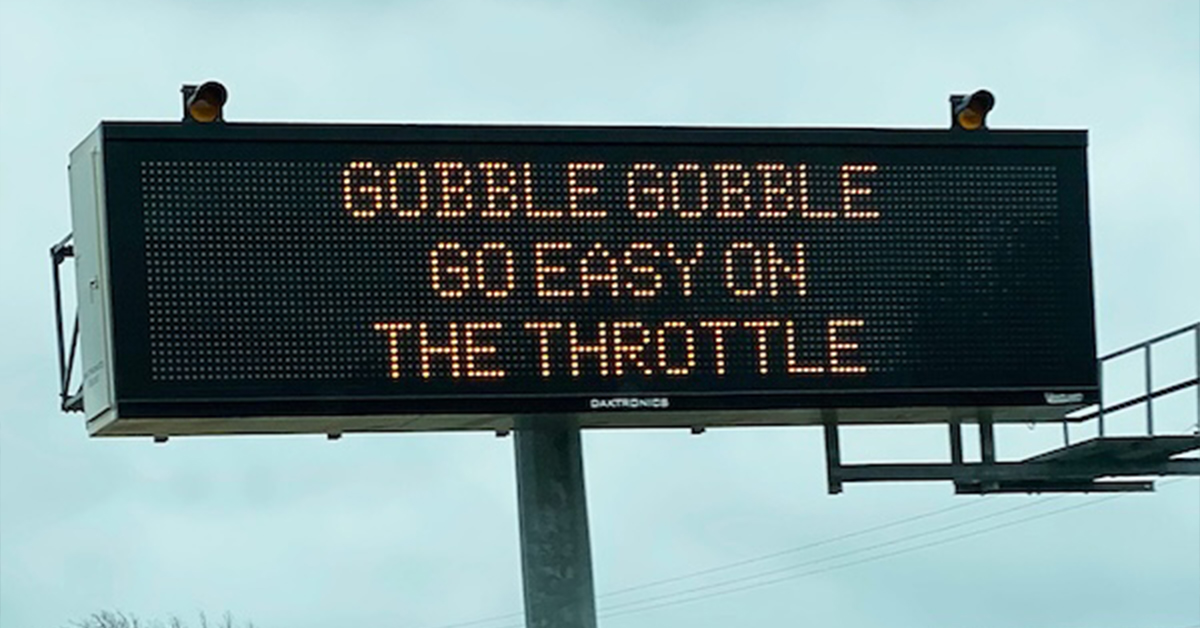 GOBBLE GOBBLE
GO EASY ON
THE THROTTLE
DAKTRONICS